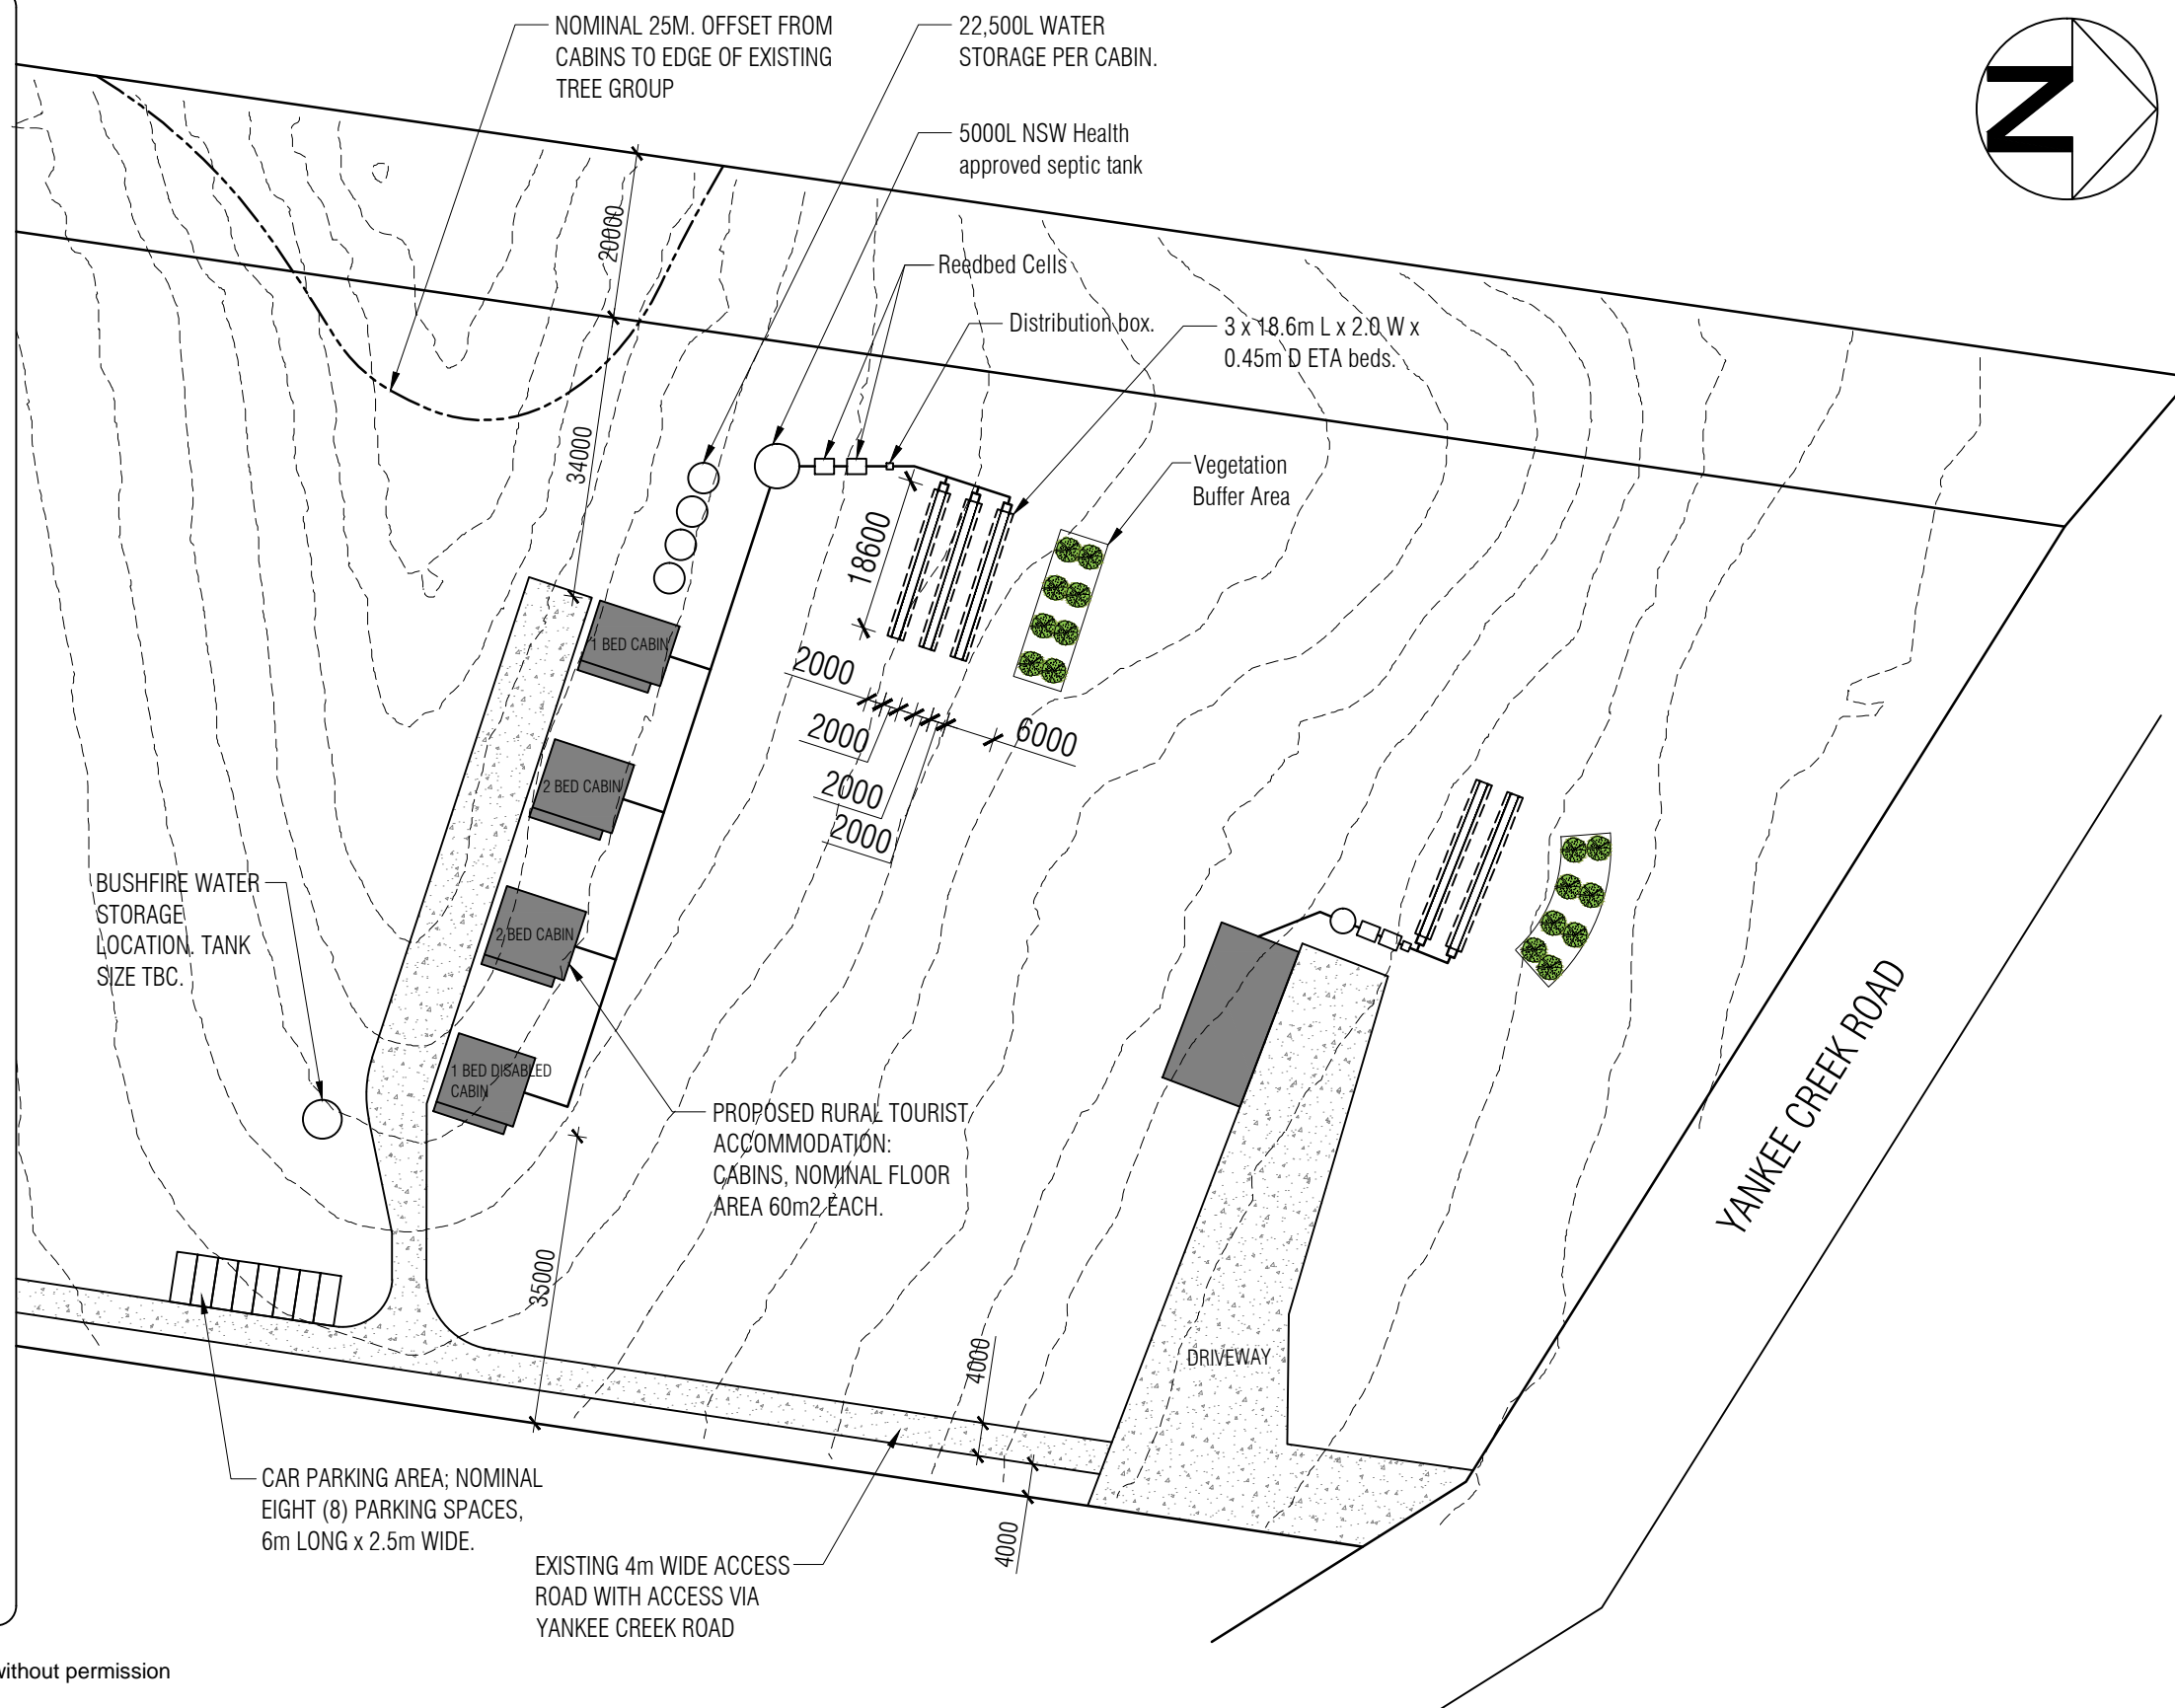 NOMINAL 25M. OFFSET FROM
CABINS TO EDGE OF EXISTING
TREE GROUP
22,500L WATER
STORAGE PER CABIN.
N
5000L NSW Health
approved septic tank
20000
Reedbed Cells
Distribution box.
3 x 18.6m L x 2.0 W x
0.45m D ETA beds.
34000
Vegetation
Buffer Area
18600
1 BED CABIN
2000
2000
2000
2000
6000
2 BED CABIN
BUSHFIRE WATER
STORAGE
LOCATION. TANK
SIZE TBC.
2 BED CABIN
1 BED DISABLED
CABIN
PROPOSED RURAL TOURIST
ACCOMMODATION:
CABINS, NOMINAL FLOOR
AREA 60m2 EACH.
YANKEE CREEK ROAD
35000
4000
DRIVEWAY
CAR PARKING AREA; NOMINAL
EIGHT (8) PARKING SPACES,
6m LONG x 2.5m WIDE.
4000
EXISTING 4m WIDE ACCESS
ROAD WITH ACCESS VIA
YANKEE CREEK ROAD
without permission